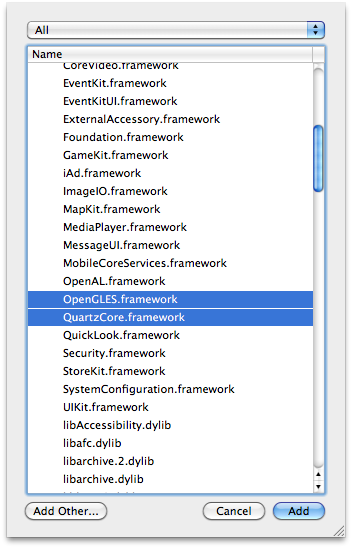 All
Name
CoreVideo.framework
EventKit.framework
EventKitUI.framework
ExternalAccessory.framework
Foundation.framework
GameKit.framework
iAd.framework
ImageIO.framework
MapKit.framework
MediaPlayer.framework
MessageUI.framework
MobileCoreServices.framework
OpenAL.framework
OpenGLES.framework
QuartzCore.framework
QuickLook.framework
Security.framework
StoreKit.framework
SystemConfiguration.framework
UIKit.framework
libAccessibility.dylib
libafc.dylib
libarchive.2.dylib
libarchive.dylib
Add Other... Cancel Add